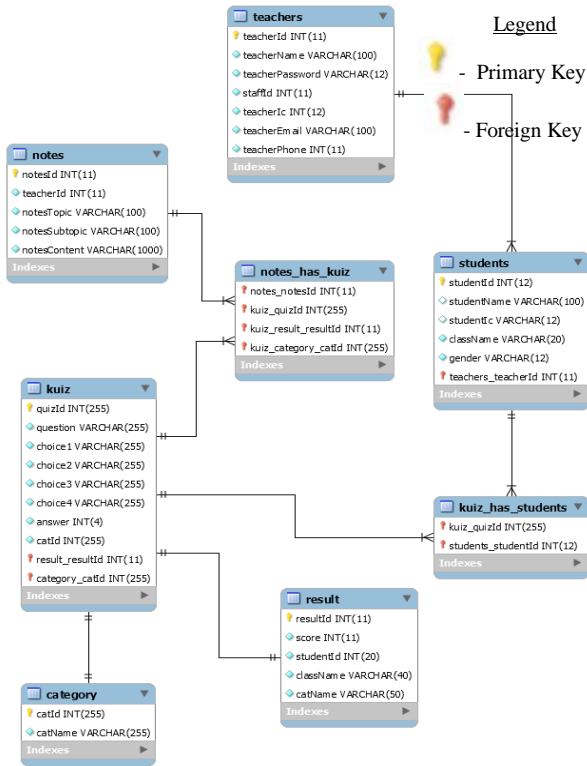 teachers
teacherId INT(11)
teacherName VARCHAR(100)
teacherPassword VARCHAR(12)
staffId INT(11)
teacherIc INT(12)
teacherEmail VARCHAR(100)
teacherPhone INT(11)
Indexes
Legend
- Primary Key
- Foreign Key
notes
notesId INT(11)
teacherId INT(11)
notesTopic VARCHAR(100)
notesSubtopic VARCHAR(100)
notesContent VARCHAR(1000)
Indexes
notes_has_kuiz
notes_notesId INT(11)
kuiz_quizId INT(255)
kuiz_result_resultId INT(11)
kuiz_category_catId INT(255)
Indexes
students
studentId INT(12)
studentName VARCHAR(100)
studentIc VARCHAR(12)
className VARCHAR(20)
gender VARCHAR(12)
teachers_teacherId INT(11)
Indexes
kuiz
quizId INT(255)
question VARCHAR(255)
choice1 VARCHAR(255)
choice2 VARCHAR(255)
choice3 VARCHAR(255)
choice4 VARCHAR(255)
answer INT(4)
catId INT(255)
result_resultId INT(11)
category_catId INT(255)
Indexes
kuiz_has_students
kuiz_quizId INT(255)
students_studentId INT(12)
Indexes
result
resultId INT(11)
score INT(11)
studentId INT(20)
className VARCHAR(40)
catName VARCHAR(50)
Indexes
category
catId INT(255)
catName VARCHAR(255)
Indexes